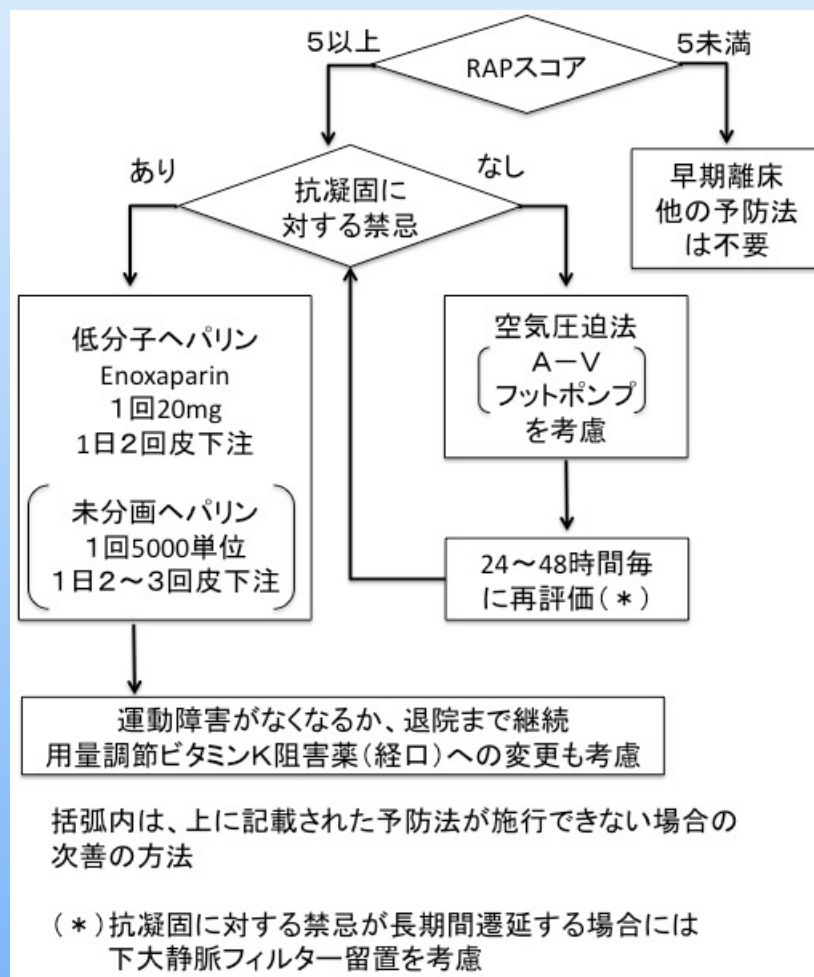 RAPスコア
5以上
5未満
抗凝固に
対する禁忌
あり
なし
早期離床
他の予防法
は不要
低分子ヘパリン
Enoxaparin
1回20mg
1日2回皮下注
未分画ヘパリン
1回5000単位
1日2〜3回皮下注
空気圧迫法
A−V
フットポンプ
を考慮
24〜48時間毎
に再評価(*)
運動障害がなくなるか、退院まで継続
用量調節ビタミンK阻害薬(経口)への変更も考慮
括弧内は、上に記載された予防法が施行できない場合の
次善の方法
(*)抗凝固に対する禁忌が長期間遷延する場合には
下大静脈フィルター留置を考慮